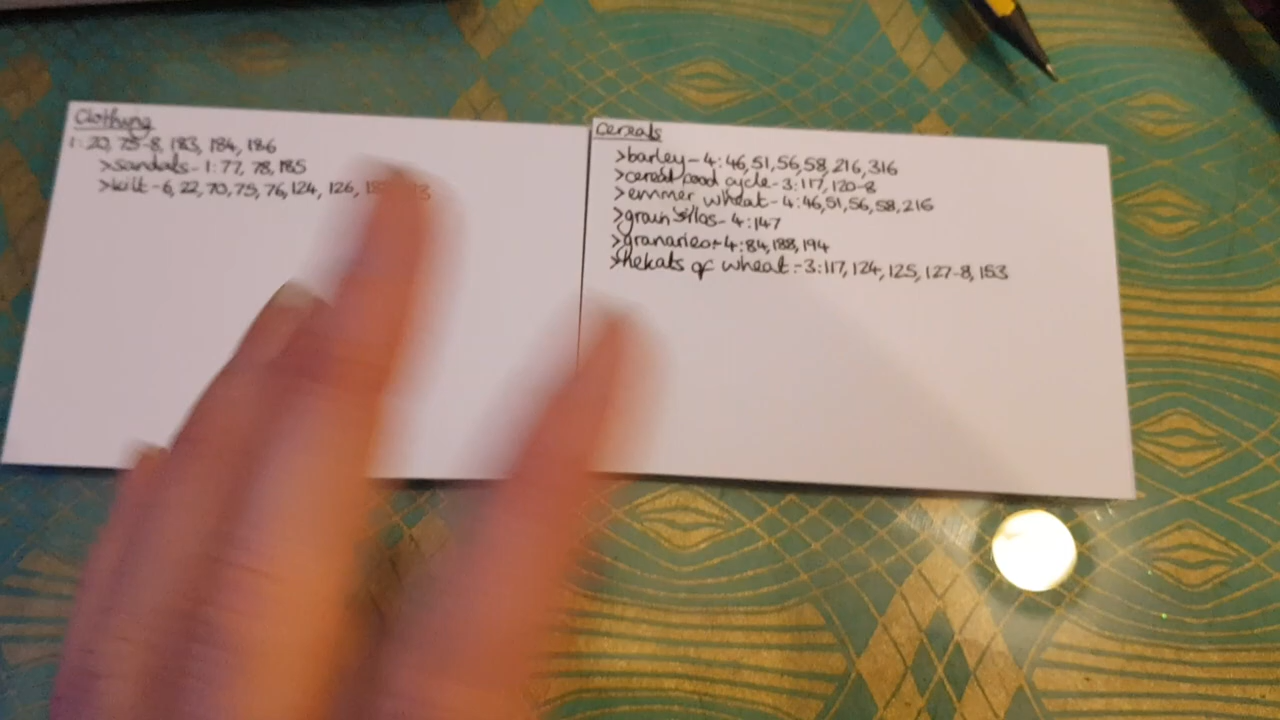 Clothing
1: 20, 75-8, 183, 184, 186
>sandals - 1: 77, 78, 185
>kilt - 6, 22, 70, 75, 76, 124, 126,
Cereals
>barley - 4: 46, 51, 56, 58, 216, 316
>cereal food cycle - 3: 117, 120-8
>emmer wheat - 4: 46, 51, 56, 58, 216
>grain silos - 4: 147
>granaries - 4: 84, 188, 194
>hekats of wheat - 3: 117, 124, 125, 127-8, 153